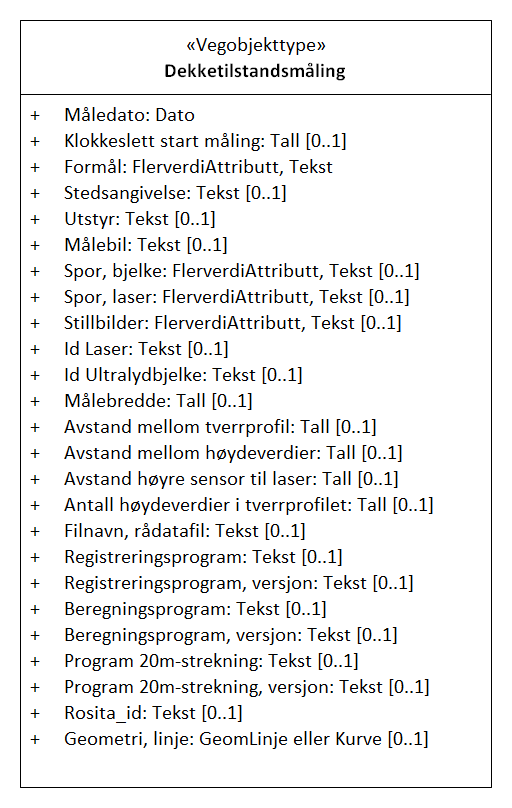 «Vegobjekttype»
Dekketilstandsmåling
+ Måledato: Dato
+ Klokkeslett start måling: Tall [0..1]
+ Formål: FlerverdiAttributt, Tekst
+ Stedsangivelse: Tekst [0..1]
+ Utstyr: Tekst [0..1]
+ Målebil: Tekst [0..1]
+ Spor, bjelke: FlerverdiAttributt, Tekst [0..1]
+ Spor, laser: FlerverdiAttributt, Tekst [0..1]
+ Stillbilder: FlerverdiAttributt, Tekst [0..1]
+ Id Laser: Tekst [0..1]
+ Id Ultralydbjelke: Tekst [0..1]
+ Målebredde: Tall [0..1]
+ Avstand mellom tverrprofil: Tall [0..1]
+ Avstand mellom høydeverdier: Tall [0..1]
+ Avstand høyre sensor til laser: Tall [0..1]
+ Antall høydeverdier i tverrprofilet: Tall [0..1]
+ Filnavn, rådatafil: Tekst [0..1]
+ Registreringsprogram: Tekst [0..1]
+ Registreringsprogram, versjon: Tekst [0..1]
+ Beregningsprogram: Tekst [0..1]
+ Beregningsprogram, versjon: Tekst [0..1]
+ Program 20m-strekning: Tekst [0..1]
+ Program 20m-strekning, versjon: Tekst [0..1]
+ Rosita_id: Tekst [0..1]
+ Geometri, linje: GeomLinje eller Kurve [0..1]